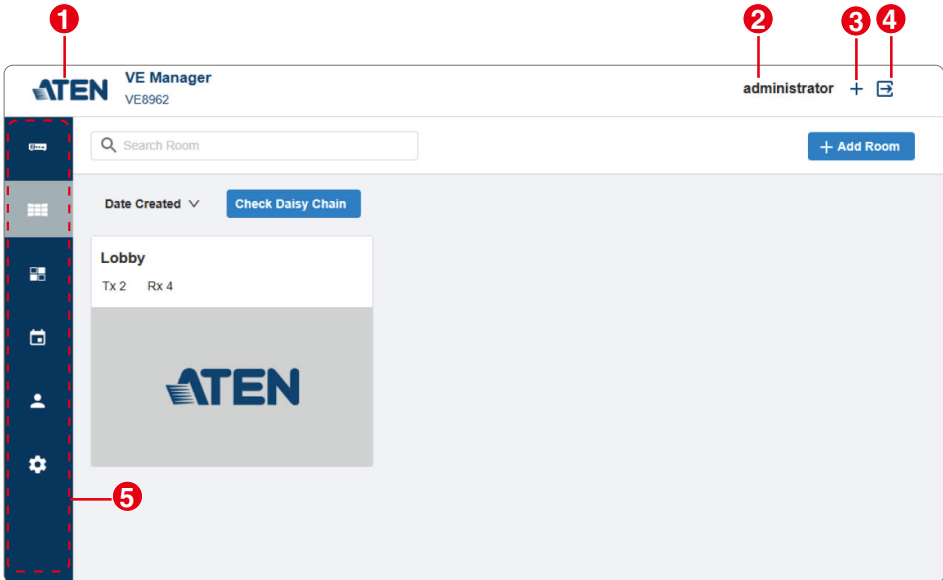 1
2
3
4
ATEN
VE Manager
VE8962
administrator
Search Room
+ Add Room
Date Created
Check Daisy Chain
Lobby
Tx 2 Rx 4
ATEN
5